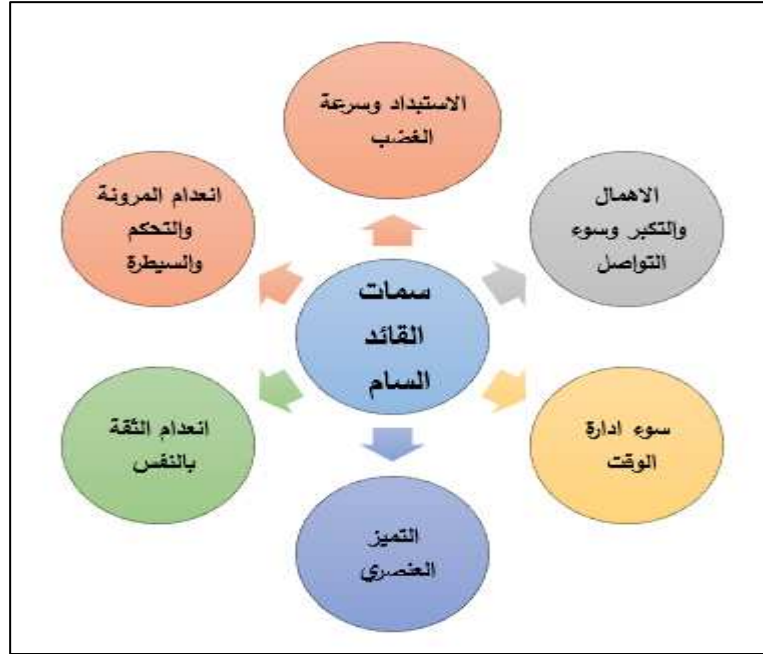 الاستبداد وسرعة
الغضب
الاهمال
والتكبر وسوء
التواصل
سوء ادارة
الوقت
التميز
العنصري
انعدام الثقة
بالنفس
انعدام المرونة
والتحكم
والسيطرة
سمات
القائد
السام